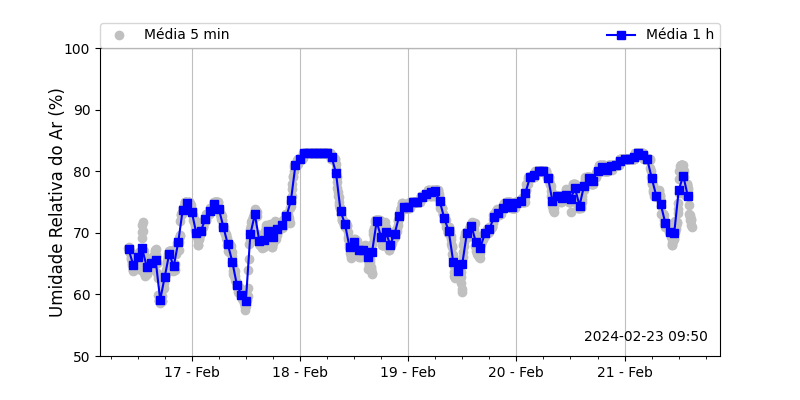 Média 5 min
Média 1 h
Umidade Relativa do Ar (%)
100
90
80
70
60
50
2024-02-23 09:50
17 - Feb
18 - Feb
19 - Feb
20 - Feb
21 - Feb